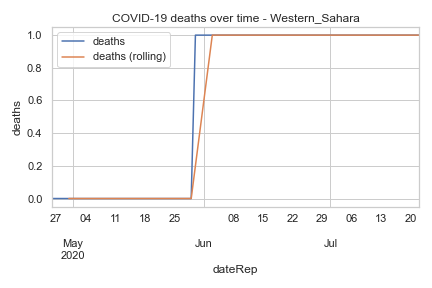 COVID-19 deaths over time - Western_Sahara
deaths
deaths (rolling)
deaths
1.0
0.8
0.6
0.4
0.2
0.0
27 04 11 18 25 08 15 22 29 06 13 20
May Jun Jul
2020
dateRep